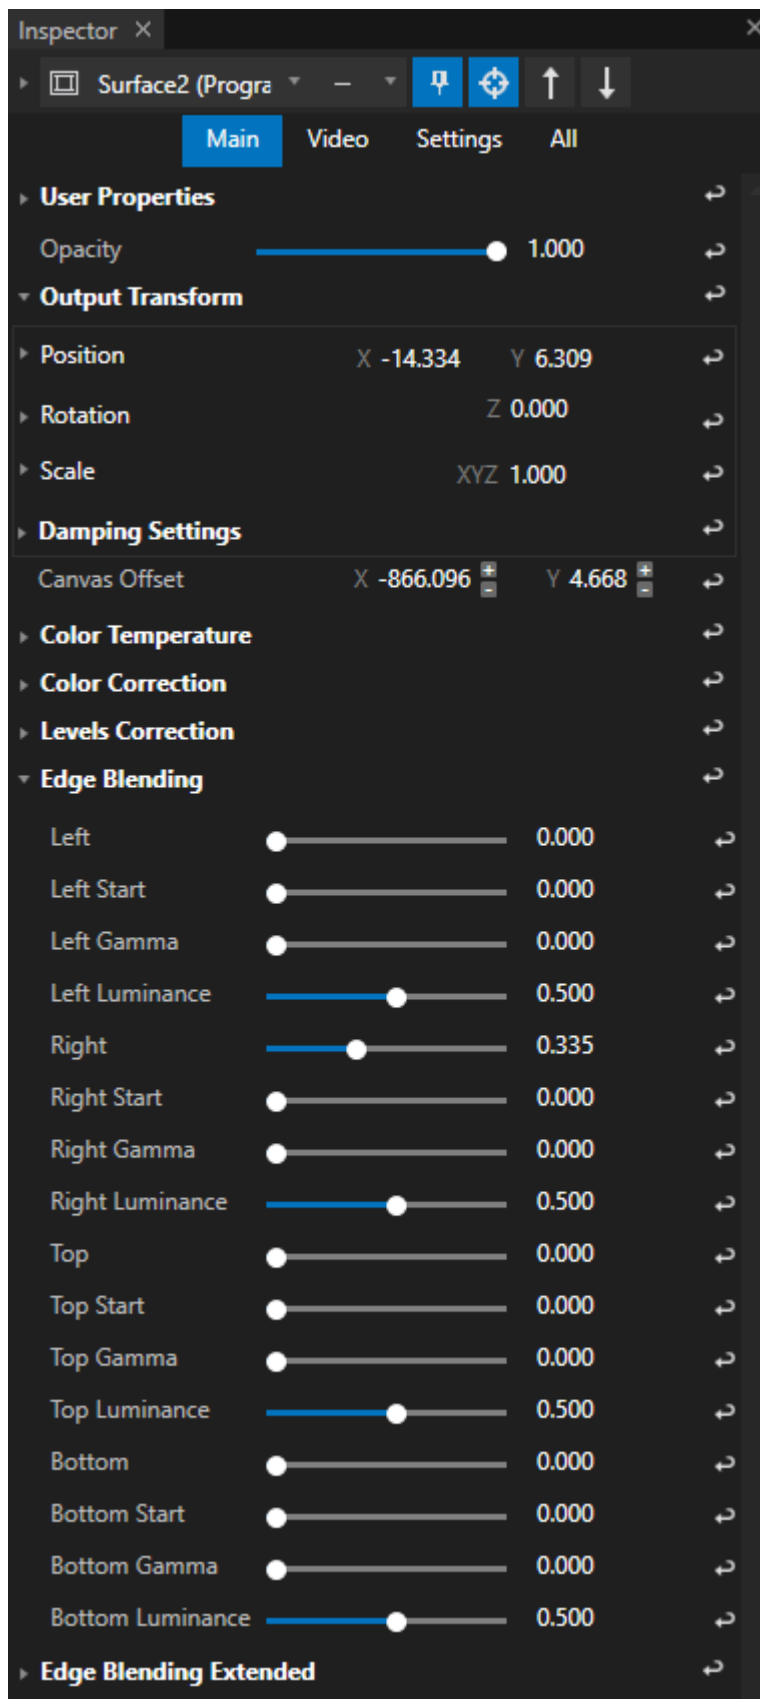 Inspector
Surface2 (Progra –
Main Video Settings All
User Properties
Opacity 1.000
Output Transform
Position X -14.334 Y 6.309
Rotation Z 0.000
Scale XYZ 1.000
Damping Settings
Canvas Offset X -866.096 Y 4.668
Color Temperature
Color Correction
Levels Correction
Edge Blending
Left 0.000
Left Start 0.000
Left Gamma 0.000
Left Luminance 0.500
Right 0.335
Right Start 0.000
Right Gamma 0.000
Right Luminance 0.500
Top 0.000
Top Start 0.000
Top Gamma 0.000
Top Luminance 0.500
Bottom 0.000
Bottom Start 0.000
Bottom Gamma 0.000
Bottom Luminance 0.500
Edge Blending Extended